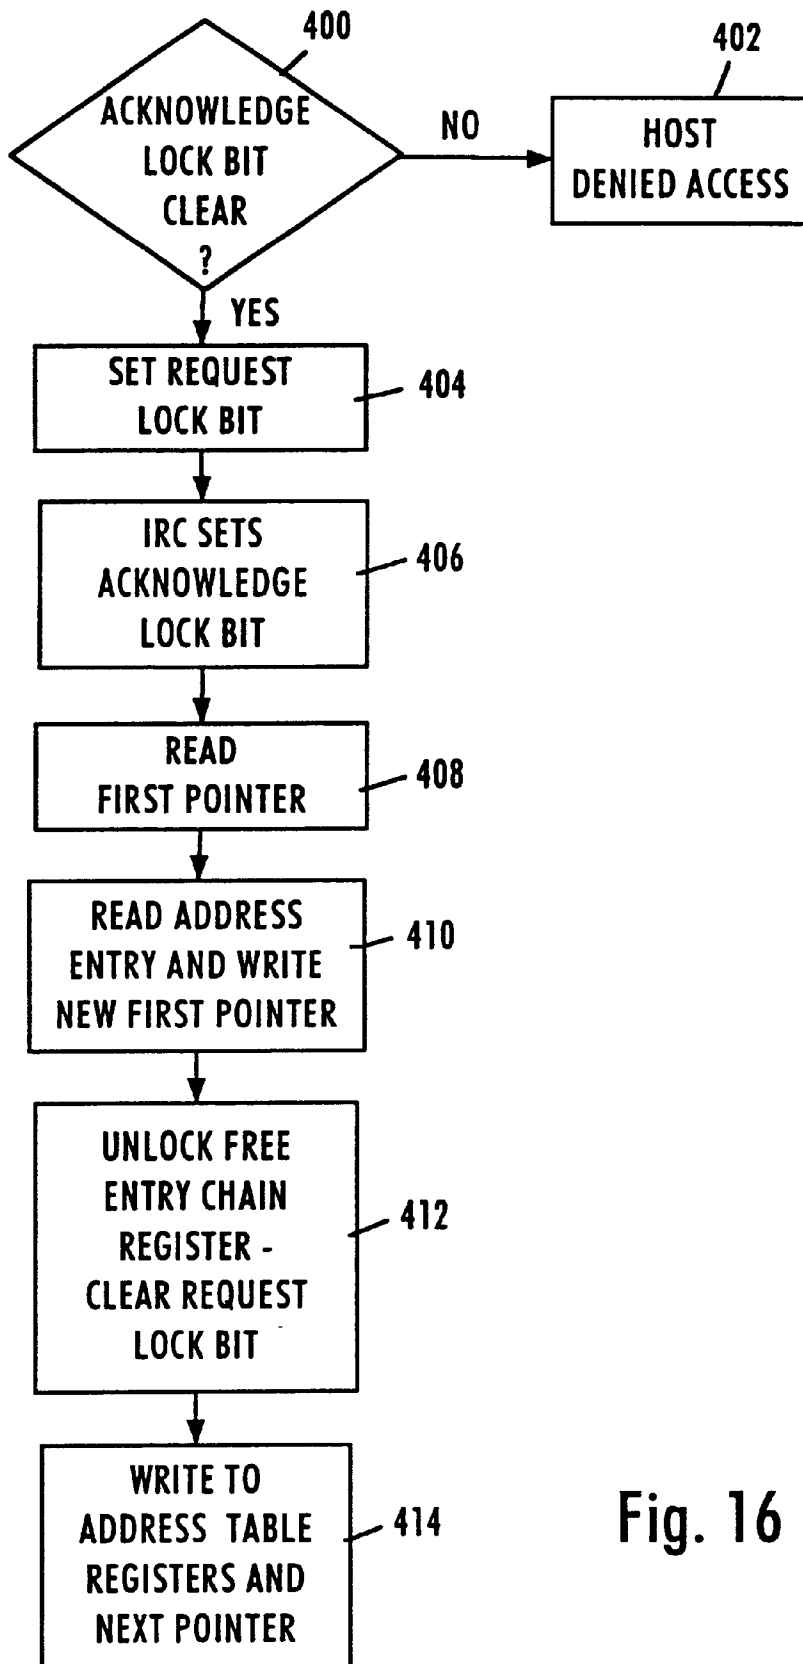 400
ACKNOWLEDGE
LOCK BIT
CLEAR
?
NO
402
HOST
DENIED ACCESS
YES
SET REQUEST
LOCK BIT
404
IRC SETS
ACKNOWLEDGE
LOCK BIT
406
READ
FIRST POINTER
408
READ ADDRESS
ENTRY AND WRITE
NEW FIRST POINTER
410
UNLOCK FREE
ENTRY CHAIN
REGISTER -
CLEAR REQUEST
LOCK BIT
412
WRITE TO
ADDRESS TABLE
REGISTERS AND
NEXT POINTER
414
Fig. 16